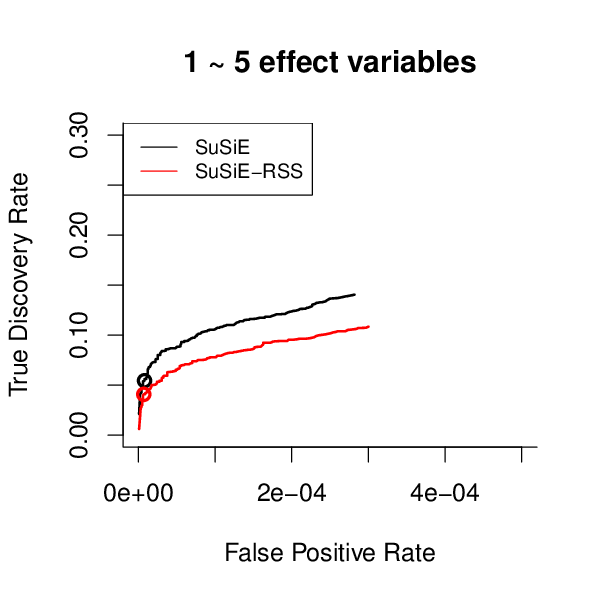 1 ~ 5 effect variables
SuSiE
SuSiE−RSS
True Discovery Rate
0.30
0.20
0.10
0.00
0e+00
2e−04
4e−04
False Positive Rate